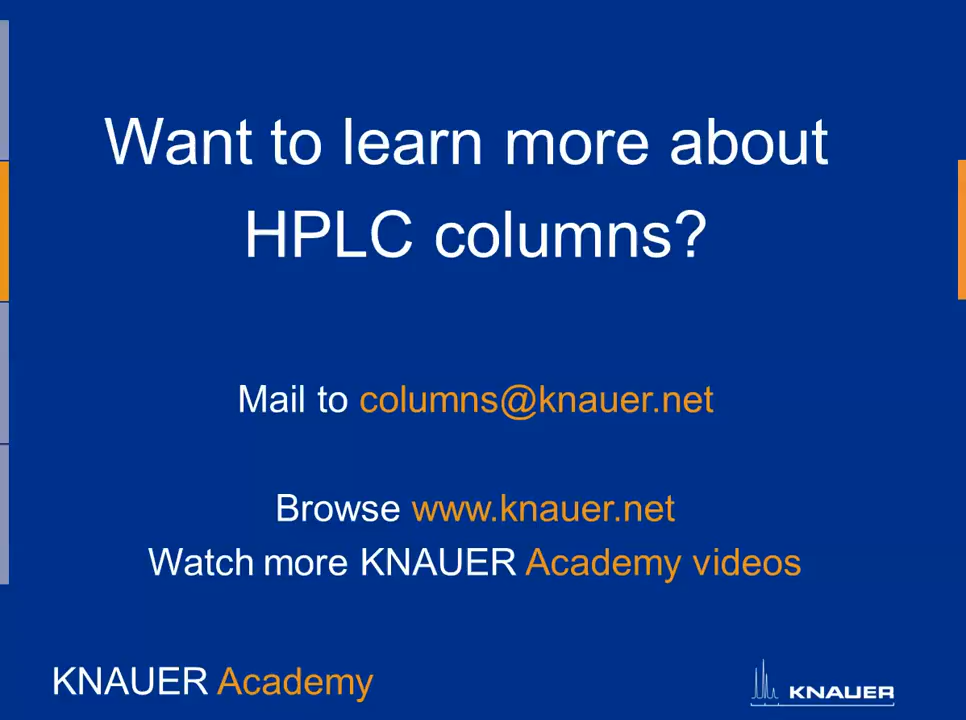 Want to learn more about
HPLC columns?
Mail to columns@knauer.net
Browse www.knauer.net
Watch more KNAUER Academy videos
KNAUER Academy
KNAUER